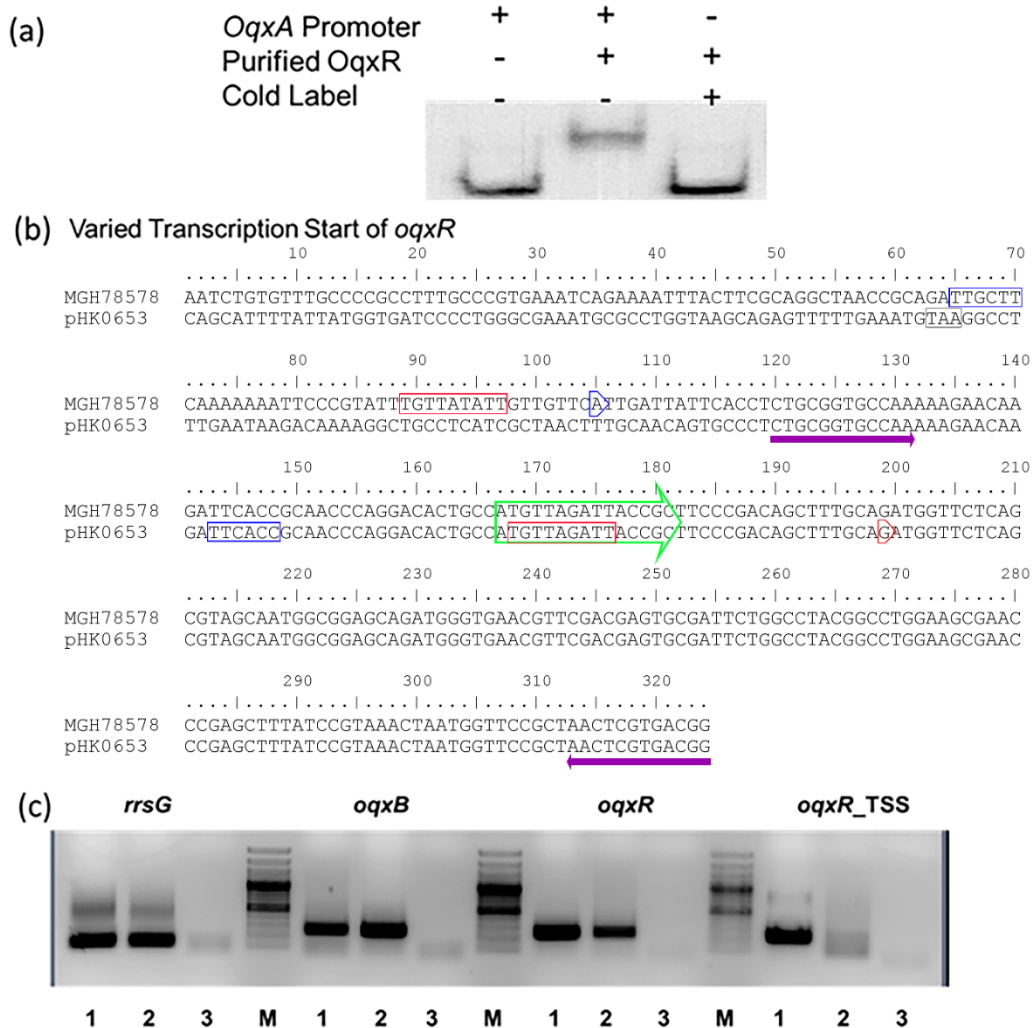 (a)
OqxA Promoter + + -
Purified OqxR - + +
Cold Label - - +
(b) Varied Transcription Start of oqxR
10 20 30 40 50 60 70
MGH78578 AATCTGTGTTTGCCCCGCCTTTGCCCGTGAAATCAGAAAATTTACTTCGCAGGCTAACCGCAGATTGCTT
pHK0653 CAGCATTTTATTATGGTGATCCCCTGGGCGAAATGCGCCTGGTAAGCAGAGTTTTTGAAATGTAAGGCCT
80 90 100 110 120 130 140
MGH78578 CAAAAAAATTCCCGTATTTGTTATATTGTTGTTCATTGATTATTCACCTCTGCGGTGCCAAAAAGAACAA
pHK0653 TTGAATAAGACAAAAGGCTGCCTCATCGCTAACTTTGCAACAGTGCCCTCTGCGGTGCCAAAAAGAACAA
150 160 170 180 190 200 210
MGH78578 GATTCACCGCAACCCAGGACACTGCCATGTTAGATTACCGCTTCCCGACAGCTTTGCAGATGGTTCTCAG
pHK0653 GATTCACCGCAACCCAGGACACTGCCATGTTAGATTACCGCTTCCCGACAGCTTTGCAGATGGTTCTCAG
220 230 240 250 260 270 280
MGH78578 CGTAGCAATGGCGGAGCAGATGGGTGAACGTTCGACGAGTGCGATTCTGGCCTACGGCCTGGAAGCGAAC
pHK0653 CGTAGCAATGGCGGAGCAGATGGGTGAACGTTCGACGAGTGCGATTCTGGCCTACGGCCTGGAAGCGAAC
290 300 310 320
MGH78578 CCGAGCTTTATCCGTAAACTAATGGTTCCGCTAACTCGTGACGG
pHK0653 CCGAGCTTTATCCGTAAACTAATGGTTCCGCTAACTCGTGACGG
(c) rrsG oqxB oqxR oqxR_TSS
1 2 3 M 1 2 3 M 1 2 3 M 1 2 3